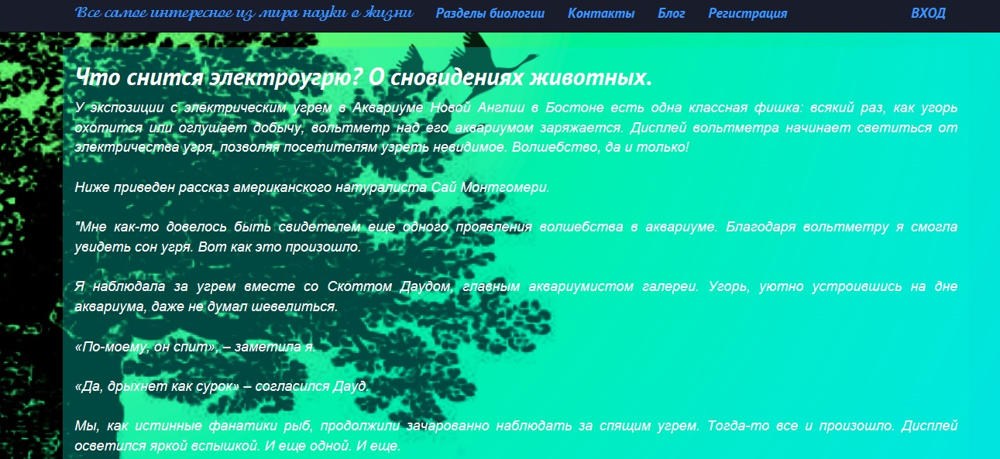 Все самое интересное из мира науки о жизни Разделы биологии Контакты Блог Регистрация ВХОД
Что снится электроугрю? О сновидениях животных.
У экспозиции с электрическим угрем в Аквариуме Новой Англии в Бостоне есть одна классная фишка: всякий раз, как угорь
охотится или оглушает добычу, вольтметр над его аквариумом заряжается. Дисплей вольтметра начинает светиться от
электричества угря, позволяя посетителям узреть невидимое. Волшебство, да и только!
Ниже приведен рассказ американского натуралиста Сай Монтгомери.
"Мне как-то довелось быть свидетелем еще одного проявления волшебства в аквариуме. Благодаря вольтметру я смогла
увидеть сон угря. Вот как это произошло.
Я наблюдала за угрем вместе со Скоттом Даудом, главным аквариумистом галереи. Угорь, уютно устроившись на дне
аквариума, даже не думал шевелиться.
«По-моему, он спит», – заметила я.
«Да, дрыхнет как сурок» – согласился Дауд.
Мы, как истинные фанатики рыб, продолжили зачарованно наблюдать за спящим угрем. Тогда-то все и произошло. Дисплей
осветился яркой вспышкой. И еще одной. И еще.